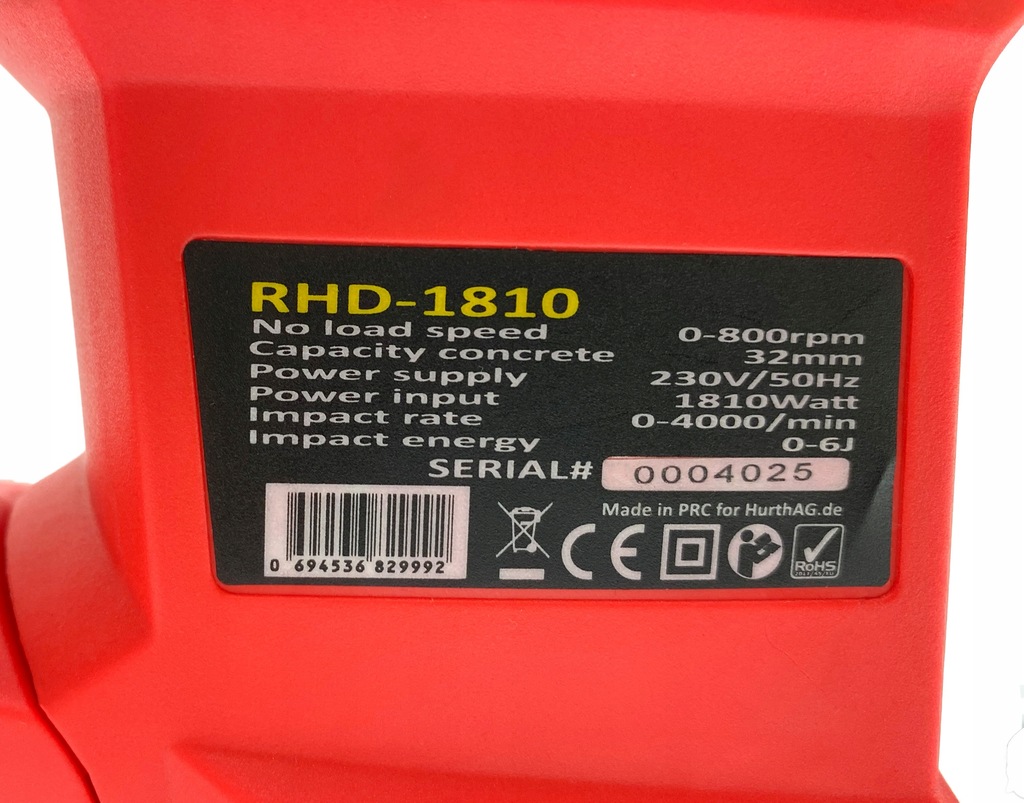 RHD-1810
No load speed 0-800rpm
Capacity concrete 32mm
Power supply 230V/50Hz
Power input 1810Watt
Impact rate 0-4000/min
Impact energy 0-6J
SERIAL# 0004025
Made in PRC for HurthAG.de
0 694536 829992
CE
RoHS